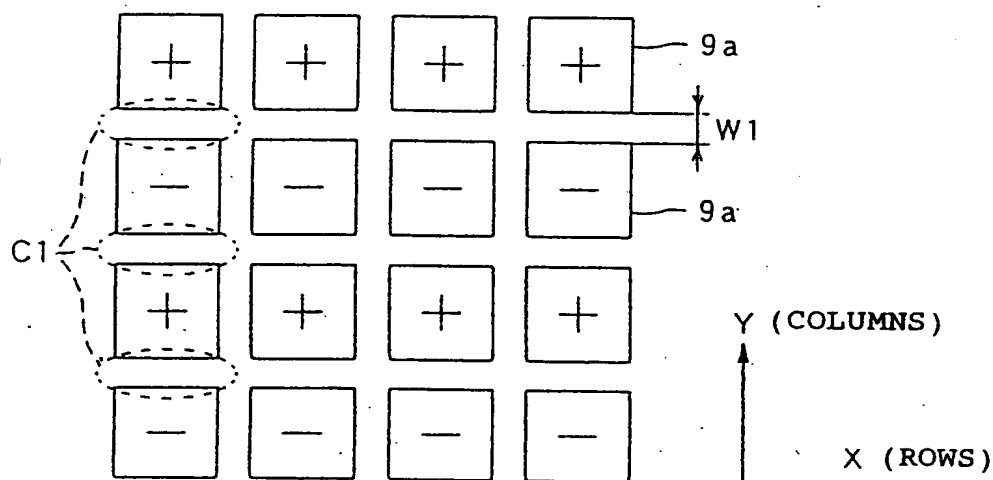 + + + + 9a
W1
− − − − 9a
C1
+ + + +
Y (COLUMNS)
− − − −
X (ROWS)